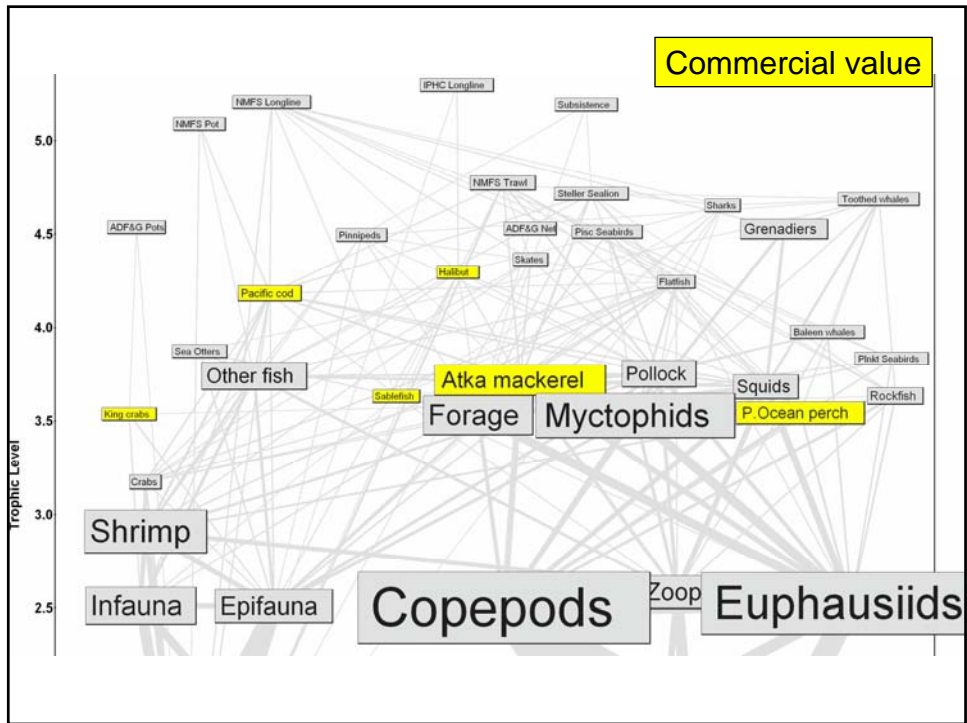 Commercial value
IPHC Longline
NMFS Longline
Subsistence
NMFS Pot
5.0
NMFS Trawl
Steller Sealion
Sharks
Toothed whales
4.5
ADF&G Pots
Pinnipeds
ADF&G Net
Pisc Seabirds
Grenadiers
Skates
Halibut
Flatfish
Pacific cod
4.0
Baleen whales
Sea Otters
Plnkt Seabirds
Other fish
Atka mackerel
Pollock
Squids
Rockfish
Sablefish
King crabs
3.5
Forage
Myctophids
P.Ocean perch
Trophic Level
Crabs
3.0
Shrimp
2.5
Infauna
Epifauna
Copepods
Zoop
Euphausiids